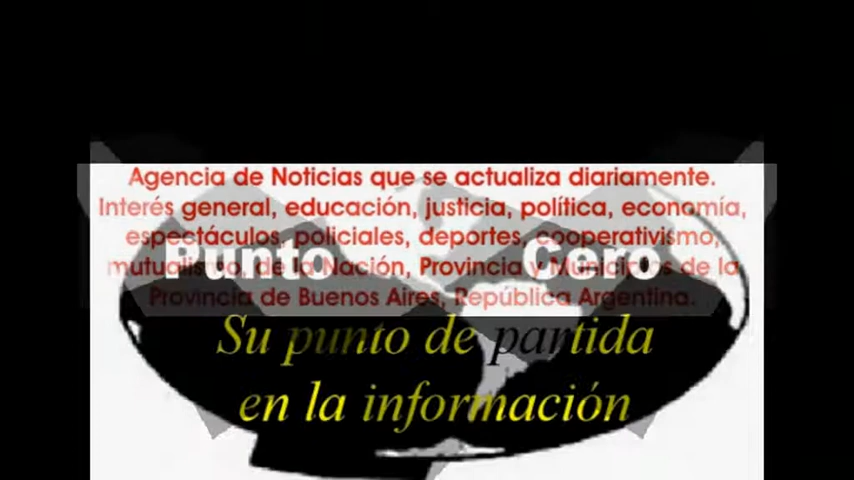 Agencia de Noticias que se actualiza diariamente.
Interés general, educación, justicia, política, economía,
espectáculos, policiales, deportes, cooperativismo,
mutualismo, de la Nación, Provincia y Municipios de la
Provincia de Buenos Aires, República Argentina.
Punto Cero
Su punto de partida
en la información